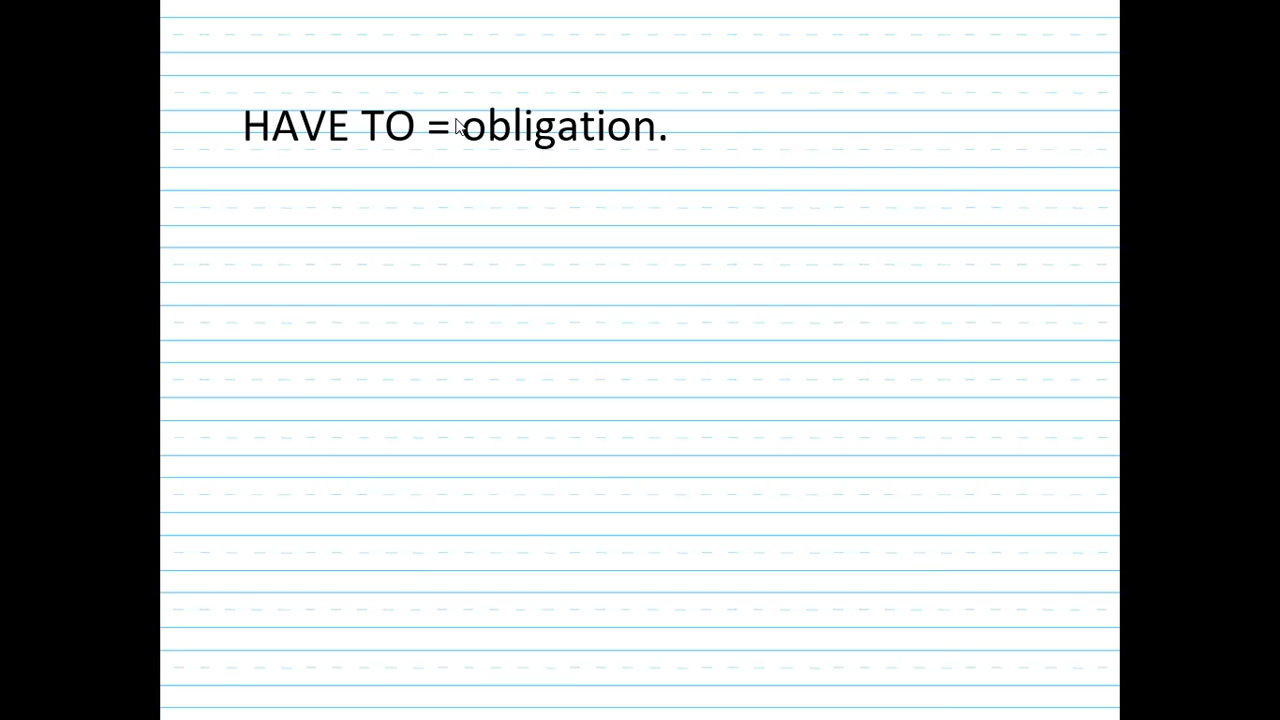 HAVE TO = obligation.